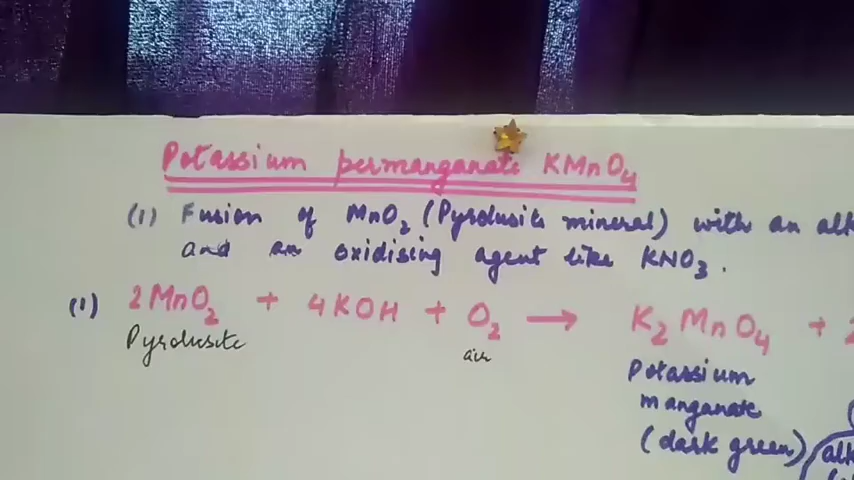 Potassium permanganate KMnO₄
(1) Fusion of MnO₂ (Pyrolusite mineral) with an alk
and an oxidising agent like KNO₃.
(1) 2MnO₂ + 4KOH + O₂ → K₂MnO₄ + 2
Pyrolusite air Potassium
manganate
(dark green) alk